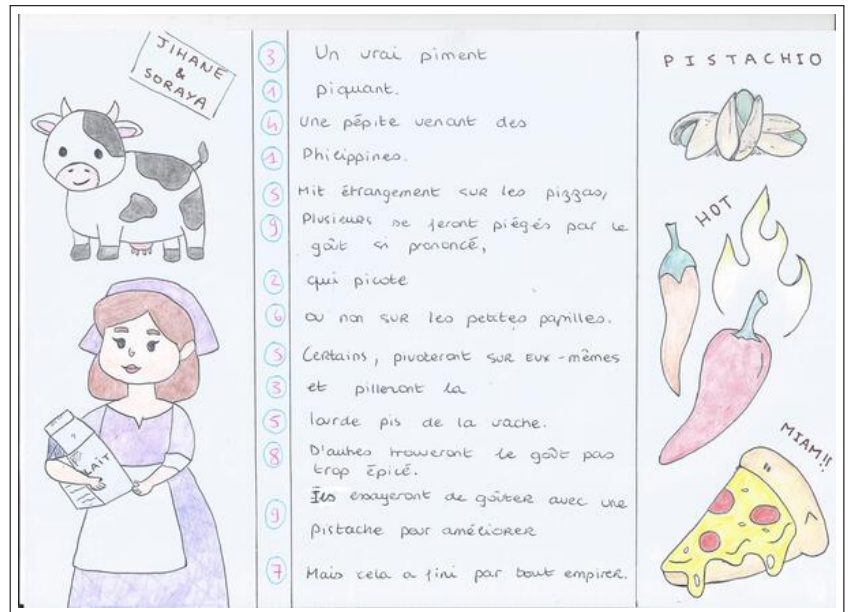 JIHANE
&
SORAYA
LAIT
3 Un vrai piment
1 piquant.
4 Une pépite venant des
1 Philippines.
5 Mit étrangement sur les pizzas,
9 Plusieurs se feront piégés par le
goût si prononcé,
2 qui picote
6 ou non sur les petites papilles.
5 Certains, pivoteront sur eux-mêmes
3 et pilleront la
5 lourde pis de la vache.
8 D'autres trouveront le goût pas
trop épicé.
9 Ils essayeront de goûter avec une
pistache pour améliorer
7 Mais cela a fini par tout empirer.
PISTACHIO
HOT
MIAM!!